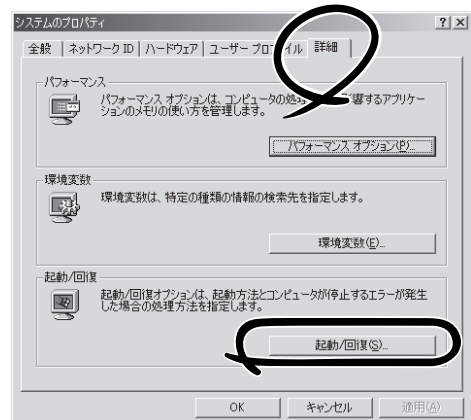 システムのプロパティ
? ×
全般 ネットワーク ID ハードウェア ユーザー プロ イル 詳細
パフォーマンス
パフォーマンス オプションは、コンピュータの処 響するアプリケー
ションのメモリの使い方を管理します。
パフォーマンス オプション(P)...
環境変数
環境変数は、特定の種類の情報の検索先を指定します。
環境変数(E)...
起動/回復
起動/回復オプションは、起動方法とコンピュータが停止するエラーが発生
した場合の処理方法を指定します。
起動/回復(S)...
OK キャンセル 適用(A)